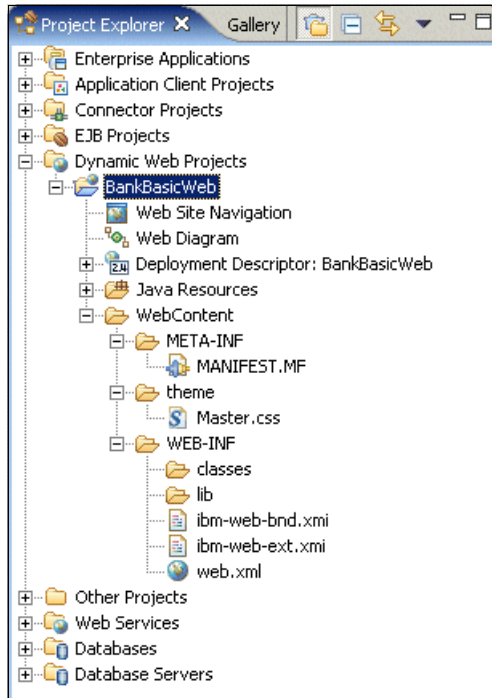 Project Explorer Gallery
Enterprise Applications
Application Client Projects
Connector Projects
EJB Projects
Dynamic Web Projects
BankBasicWeb
Web Site Navigation
Web Diagram
2.4 Deployment Descriptor: BankBasicWeb
Java Resources
WebContent
META-INF
MANIFEST.MF
theme
S Master.css
WEB-INF
classes
lib
ibm-web-bnd.xmi
ibm-web-ext.xmi
web.xml
Other Projects
Web Services
Databases
Database Servers